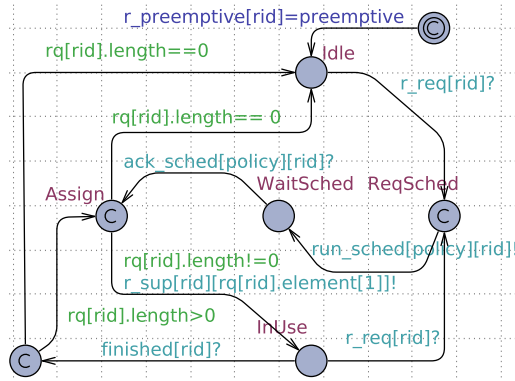 r_preemptive[rid]=preemptive
C
rq[rid].length==0
Idle
r_req[rid]?
rq[rid].length== 0
ack_sched[policy][rid]?
WaitSched
ReqSched
Assign
C
C
run_sched[policy][rid]!
rq[rid].length!=0
r_sup[rid][rq[rid].element[1]]!
rq[rid].length>0
InUse
r_req[rid]?
finished[rid]?
C